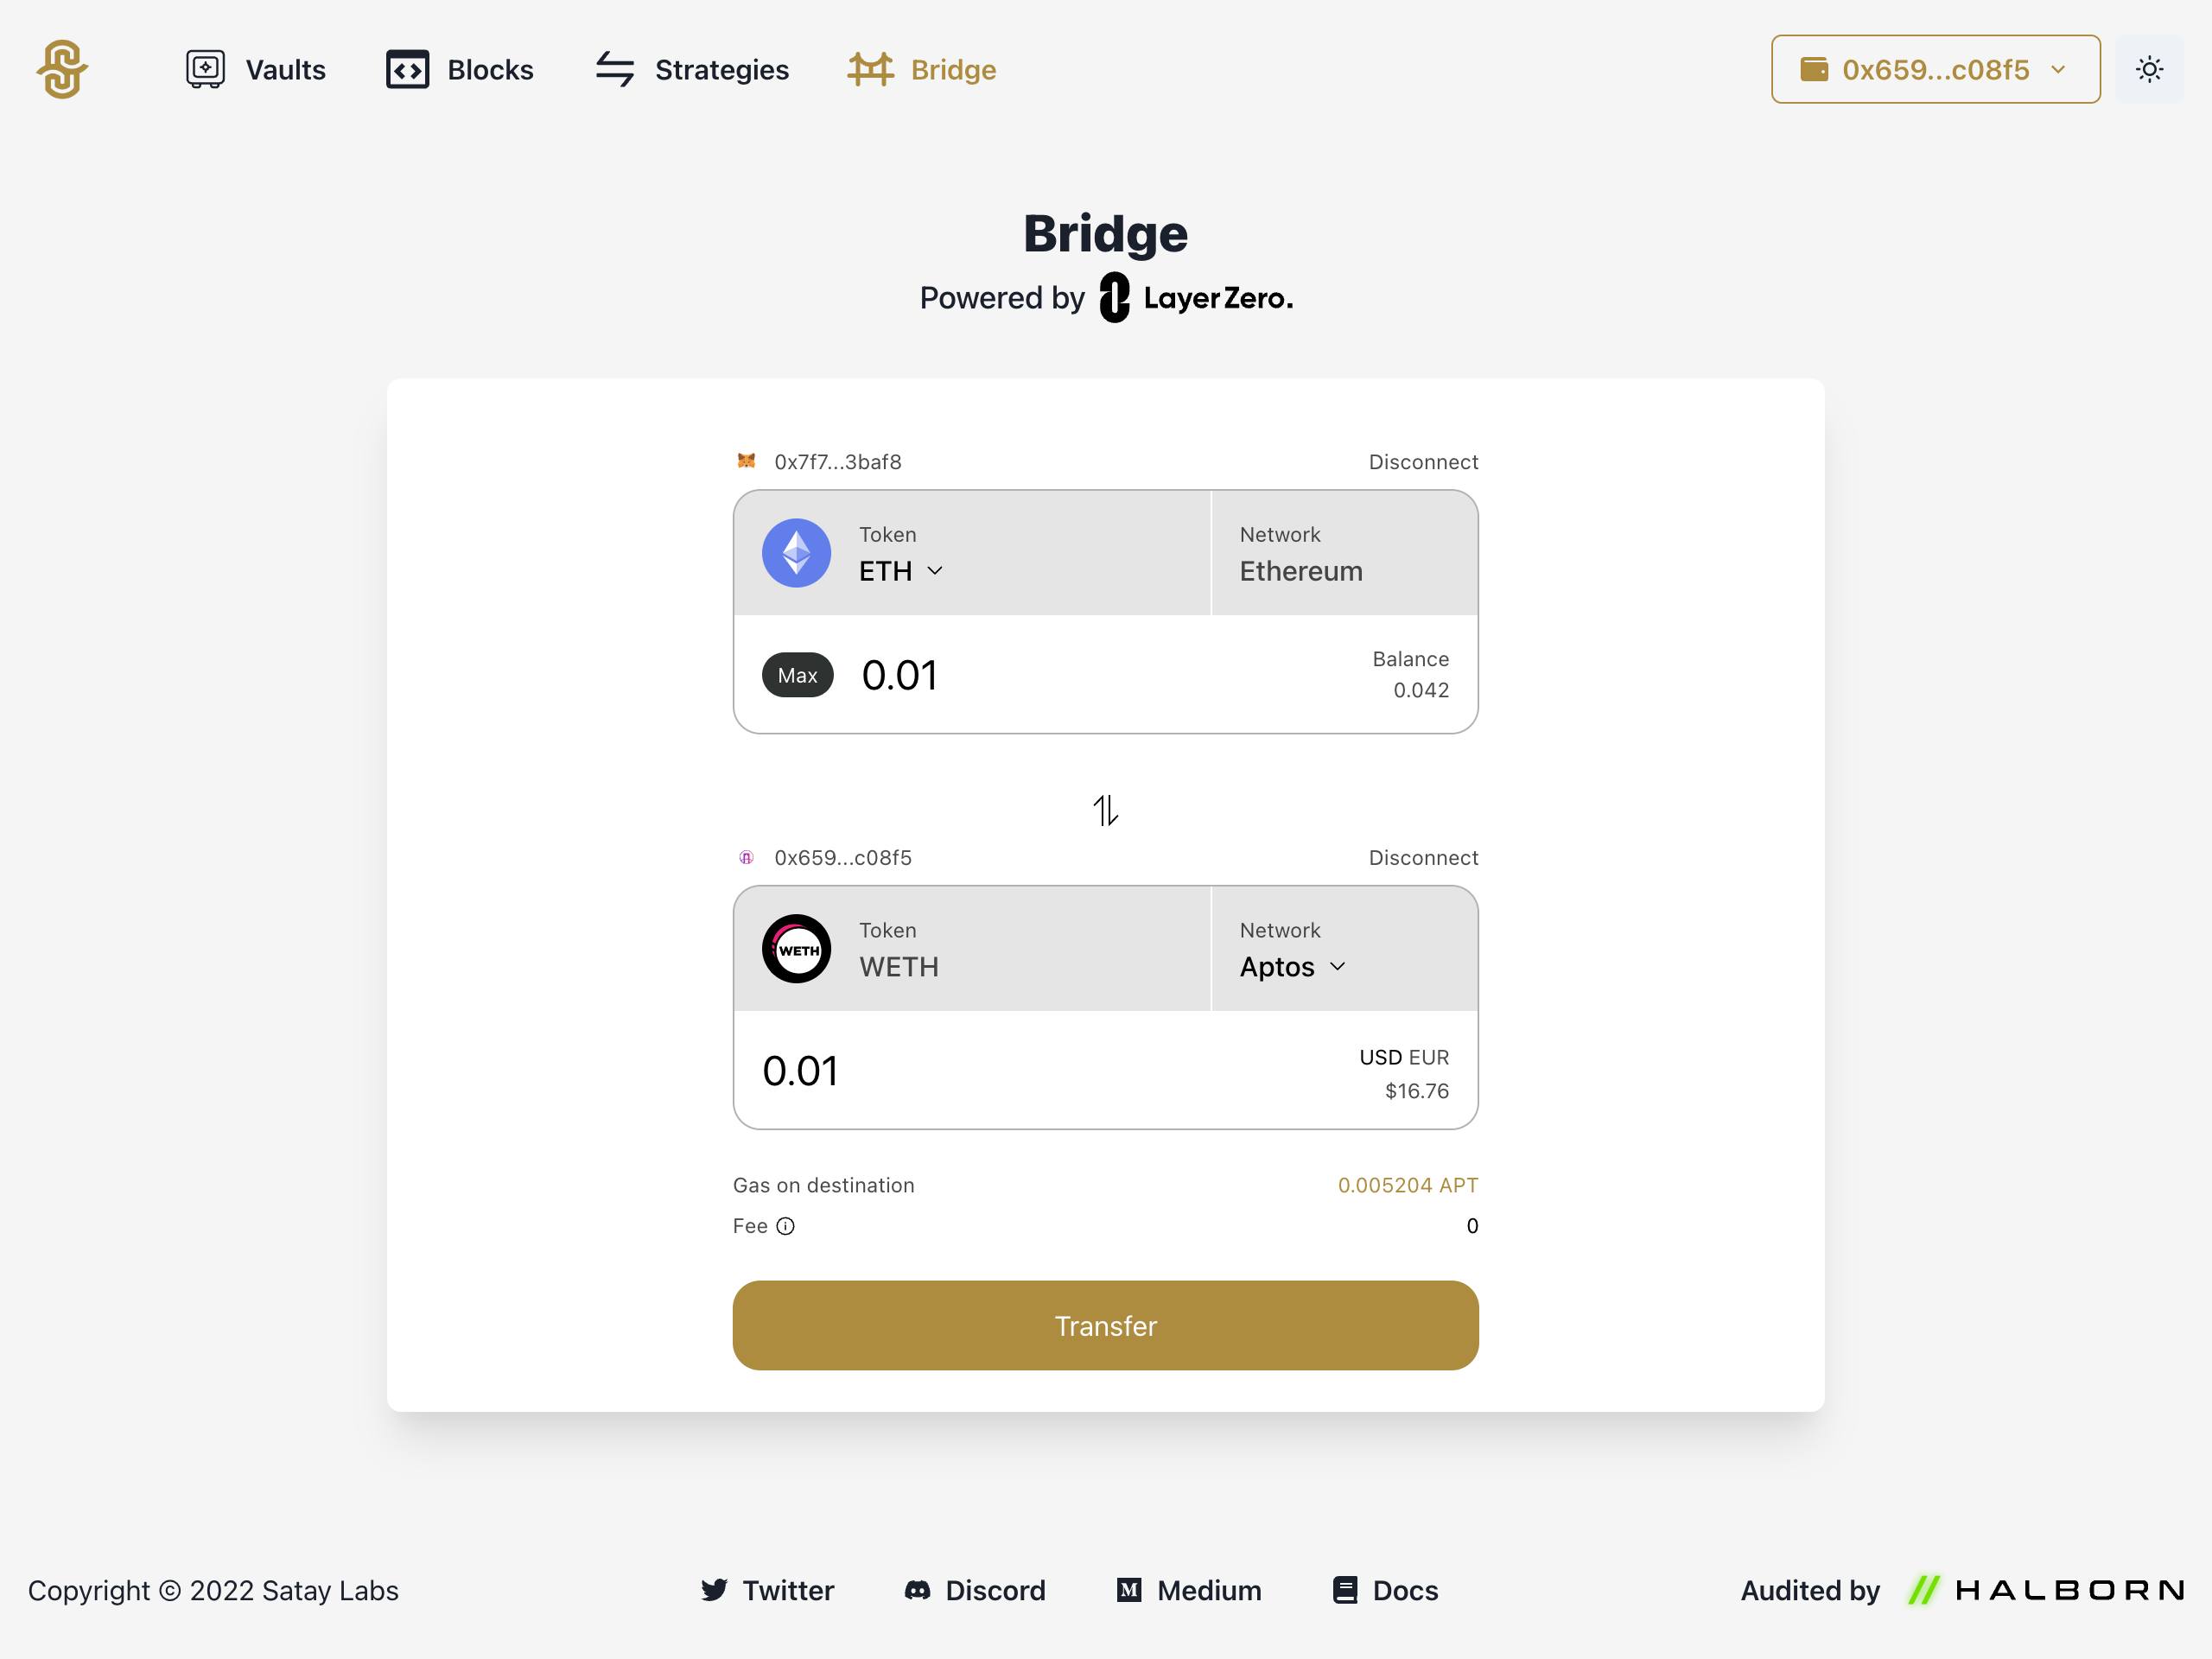 Vaults
Blocks
Strategies
Bridge
0x659...c08f5
Bridge
Powered by LayerZero.
0x7f7...3baf8
Disconnect
Token
ETH
Network
Ethereum
Max
0.01
Balance
0.042
0x659...c08f5
Disconnect
WETH
Token
WETH
Network
Aptos
0.01
USD EUR
$16.76
Gas on destination
0.005204 APT
Fee
0
Transfer
Copyright © 2022 Satay Labs
Twitter
Discord
Medium
Docs
Audited by HALBORN